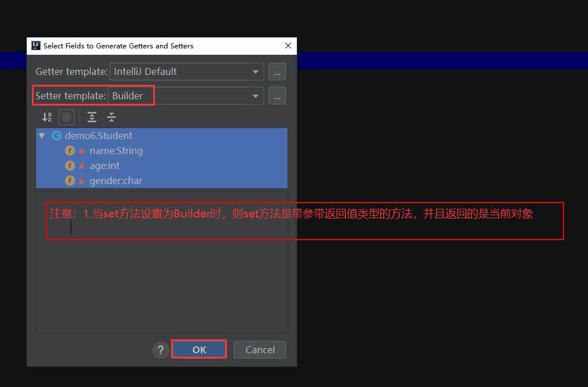 Select Fields to Generate Getters and Setters
Getter template: IntelliJ Default
...
Setter template: Builder
...
demo6.Student
name:String
age:int
gender:char
注意：1.当set方法设置为Builder时，则set方法是带参带返回值类型的方法，并且返回的是当前对象
? OK Cancel